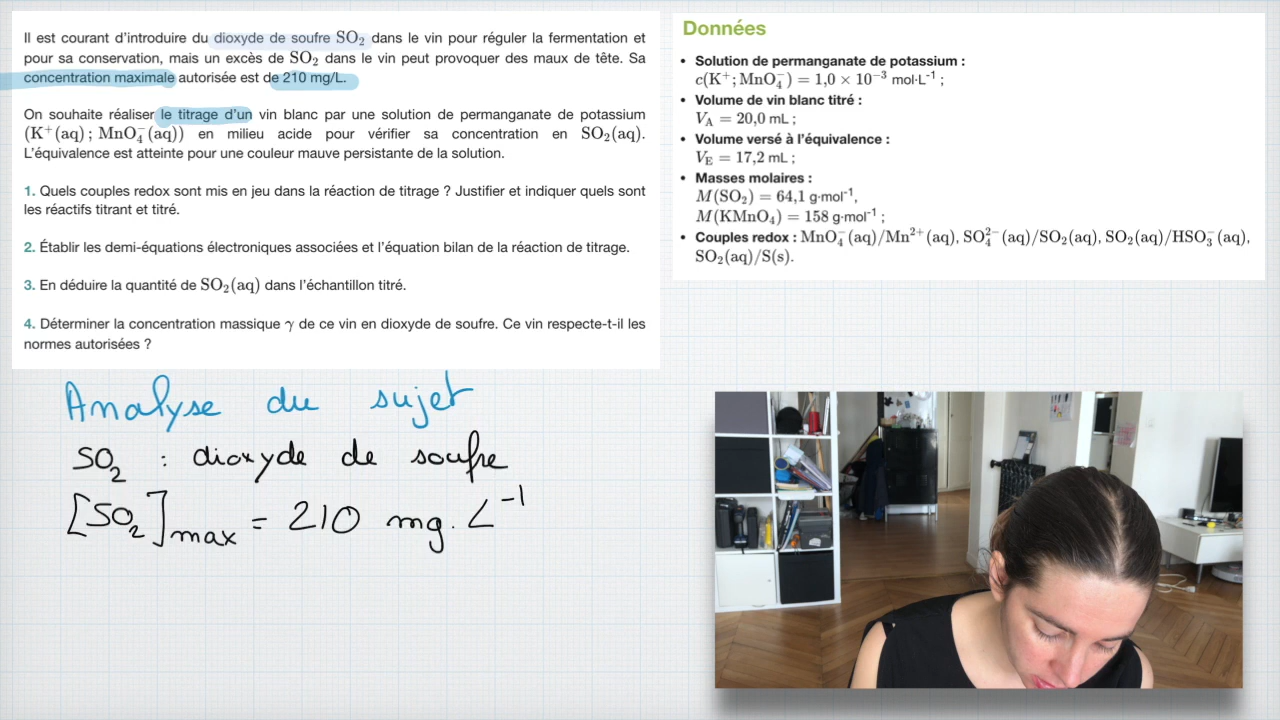 Il est courant d'introduire du dioxyde de soufre SO₂ dans le vin pour réguler la fermentation et
pour sa conservation, mais un excès de SO₂ dans le vin peut provoquer des maux de tête. Sa
concentration maximale autorisée est de 210 mg/L.
On souhaite réaliser le titrage d'un vin blanc par une solution de permanganate de potassium
(K⁺(aq) ; MnO₄⁻(aq)) en milieu acide pour vérifier sa concentration en SO₂(aq).
L'équivalence est atteinte pour une couleur mauve persistante de la solution.
1. Quels couples redox sont mis en jeu dans la réaction de titrage ? Justifier et indiquer quels sont
les réactifs titrant et titré.
2. Établir les demi-équations électroniques associées et l'équation bilan de la réaction de titrage.
3. En déduire la quantité de SO₂(aq) dans l'échantillon titré.
4. Déterminer la concentration massique γ de ce vin en dioxyde de soufre. Ce vin respecte-t-il les
normes autorisées ?
Données
• Solution de permanganate de potassium :
c(K⁺; MnO₄⁻) = 1,0 × 10⁻³ mol·L⁻¹ ;
• Volume de vin blanc titré :
V_A = 20,0 mL ;
• Volume versé à l'équivalence :
V_E = 17,2 mL ;
• Masses molaires :
M(SO₂) = 64,1 g·mol⁻¹,
M(KMnO₄) = 158 g·mol⁻¹ ;
• Couples redox : MnO₄⁻(aq)/Mn²⁺(aq), SO₄²⁻(aq)/SO₂(aq), SO₂(aq)/HSO₃⁻(aq),
SO₂(aq)/S(s).
Analyse du sujet
SO₂ : dioxyde de soufre
[SO₂]max = 210 mg.L⁻¹